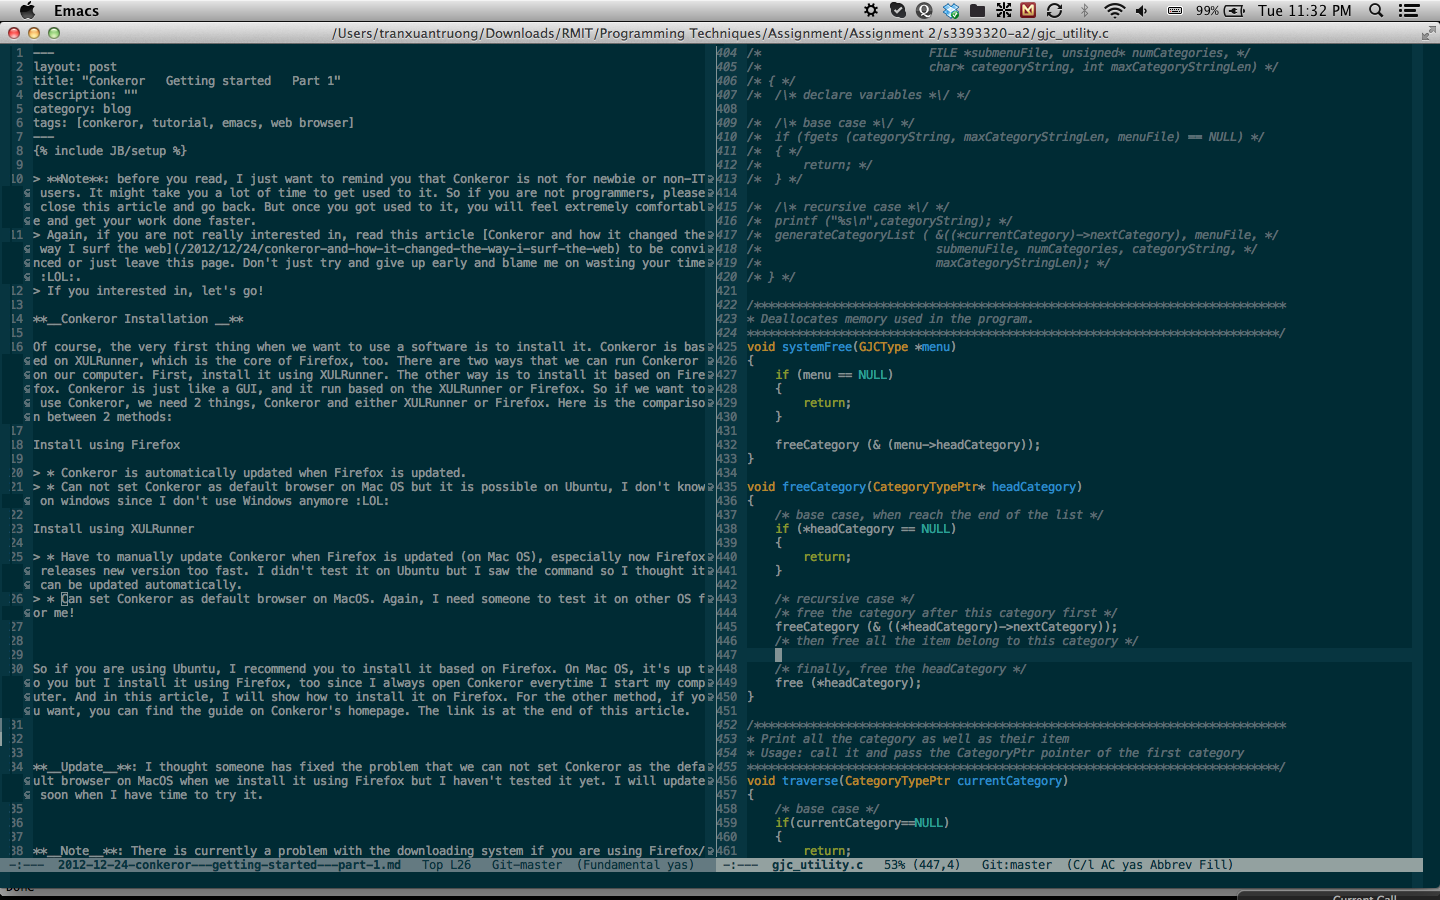 Emacs
99%
Tue 11:32 PM
/Users/tranxuantruong/Downloads/RMIT/Programming Techniques/Assignment/Assignment 2/s3393320-a2/gjc_utility.c
1 ---
2 layout: post
3 title: "Conkeror   Getting started   Part 1"
4 description: ""
5 category: blog
6 tags: [conkeror, tutorial, emacs, web browser]
7 ---
8 {% include JB/setup %}
9
10 > **Note**: before you read, I just want to remind you that Conkeror is not for newbie or non-IT
users. It might take you a lot of time to get used to it. So if you are not programmers, please
close this article and go back. But once you got used to it, you will feel extremely comfortabl
e and get your work done faster.
11 > Again, if you are not really interested in, read this article [Conkeror and how it changed the
way I surf the web](/2012/12/24/conkeror-and-how-it-changed-the-way-i-surf-the-web) to be convi
nced or just leave this page. Don't just try and give up early and blame me on wasting your time
:LOL:.
12 > If you interested in, let's go!
13
14 **__Conkeror Installation __**
15
16 Of course, the very first thing when we want to use a software is to install it. Conkeror is bas
ed on XULRunner, which is the core of Firefox, too. There are two ways that we can run Conkeror
on our computer. First, install it using XULRunner. The other way is to install it based on Fire
fox. Conkeror is just like a GUI, and it run based on the XULRunner or Firefox. So if we want to
use Conkeror, we need 2 things, Conkeror and either XULRunner or Firefox. Here is the compariso
n between 2 methods:
17
18 Install using Firefox
19
20 > * Conkeror is automatically updated when Firefox is updated.
21 > * Can not set Conkeror as default browser on Mac OS but it is possible on Ubuntu, I don't know
on windows since I don't use Windows anymore :LOL:
22
23 Install using XULRunner
24
25 > * Have to manually update Conkeror when Firefox is updated (on Mac OS), especially now Firefox
releases new version too fast. I didn't test it on Ubuntu but I saw the command so I thought it
can be updated automatically.
26 > * Can set Conkeror as default browser on MacOS. Again, I need someone to test it on other OS f
or me!
27
28
29
30 So if you are using Ubuntu, I recommend you to install it based on Firefox. On Mac OS, it's up t
o you but I install it using Firefox, too since I always open Conkeror everytime I start my comp
uter. And in this article, I will show how to install it on Firefox. For the other method, if yo
u want, you can find the guide on Conkeror's homepage. The link is at the end of this article.
31
32
33
34 **__Update__**: I thought someone has fixed the problem that we can not set Conkeror as the defa
ult browser on MacOS when we install it using Firefox but I haven't tested it yet. I will update
soon when I have time to try it.
35
36
37
38 **__Note__**: There is currently a problem with the downloading system if you are using Firefox/
-:---  2012-12-24-conkeror---getting-started---part-1.md   Top L26   Git-master  (Fundamental yas)
404 /*                        FILE *submenuFile, unsigned* numCategories, */
405 /*                        char* categoryString, int maxCategoryStringLen) */
406 /* { */
407 /*  /\* declare variables *\/ */
408
409 /*  /\* base case *\/ */
410 /*  if (fgets (categoryString, maxCategoryStringLen, menuFile) == NULL) */
411 /*  { */
412 /*      return; */
413 /*  } */
414
415 /*  /\* recursive case *\/ */
416 /*  printf ("%s\n",categoryString); */
417 /*  generateCategoryList ( &((*currentCategory)->nextCategory), menuFile, */
418 /*                         submenuFile, numCategories, categoryString, */
419 /*                         maxCategoryStringLen); */
420 /* } */
421
422 /****************************************************************************
423 * Deallocates memory used in the program.
424 ****************************************************************************/
425 void systemFree(GJCType *menu)
426 {
427     if (menu == NULL)
428     {
429         return;
430     }
431
432     freeCategory (& (menu->headCategory));
433 }
434
435 void freeCategory(CategoryTypePtr* headCategory)
436 {
437     /* base case, when reach the end of the list */
438     if (*headCategory == NULL)
439     {
440         return;
441     }
442
443     /* recursive case */
444     /* free the category after this category first */
445     freeCategory (& ((*headCategory)->nextCategory));
446     /* then free all the item belong to this category */
447
448     /* finally, free the headCategory */
449     free (*headCategory);
450 }
451
452 /****************************************************************************
453 * Print all the category as well as their item
454 * Usage: call it and pass the CategoryPtr pointer of the first category
455 ****************************************************************************/
456 void traverse(CategoryTypePtr currentCategory)
457 {
458     /* base case */
459     if(currentCategory==NULL)
460     {
461         return;
-:---  gjc_utility.c   53% (447,4)   Git:master  (C/l AC yas Abbrev Fill)
Done
Current Call